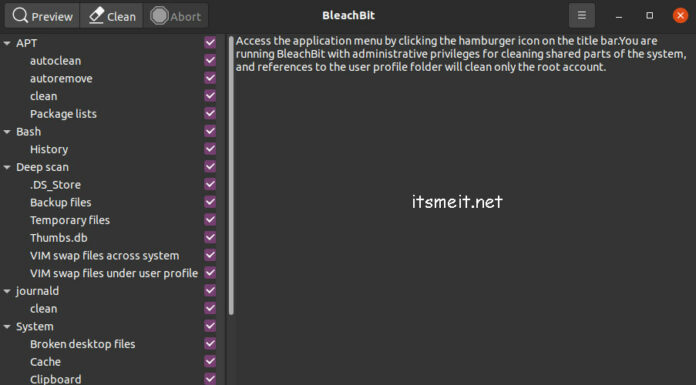 Preview Clean Abort BleachBit
APT
autoclean
autoremove
clean
Package lists
Bash
History
Deep scan
.DS_Store
Backup files
Temporary files
Thumbs.db
VIM swap files across system
VIM swap files under user profile
journald
clean
System
Broken desktop files
Cache
Clipboard
Access the application menu by clicking the hamburger icon on the title bar.You are
running BleachBit with administrative privileges for cleaning shared parts of the system,
and references to the user profile folder will clean only the root account.
itsmeit.net